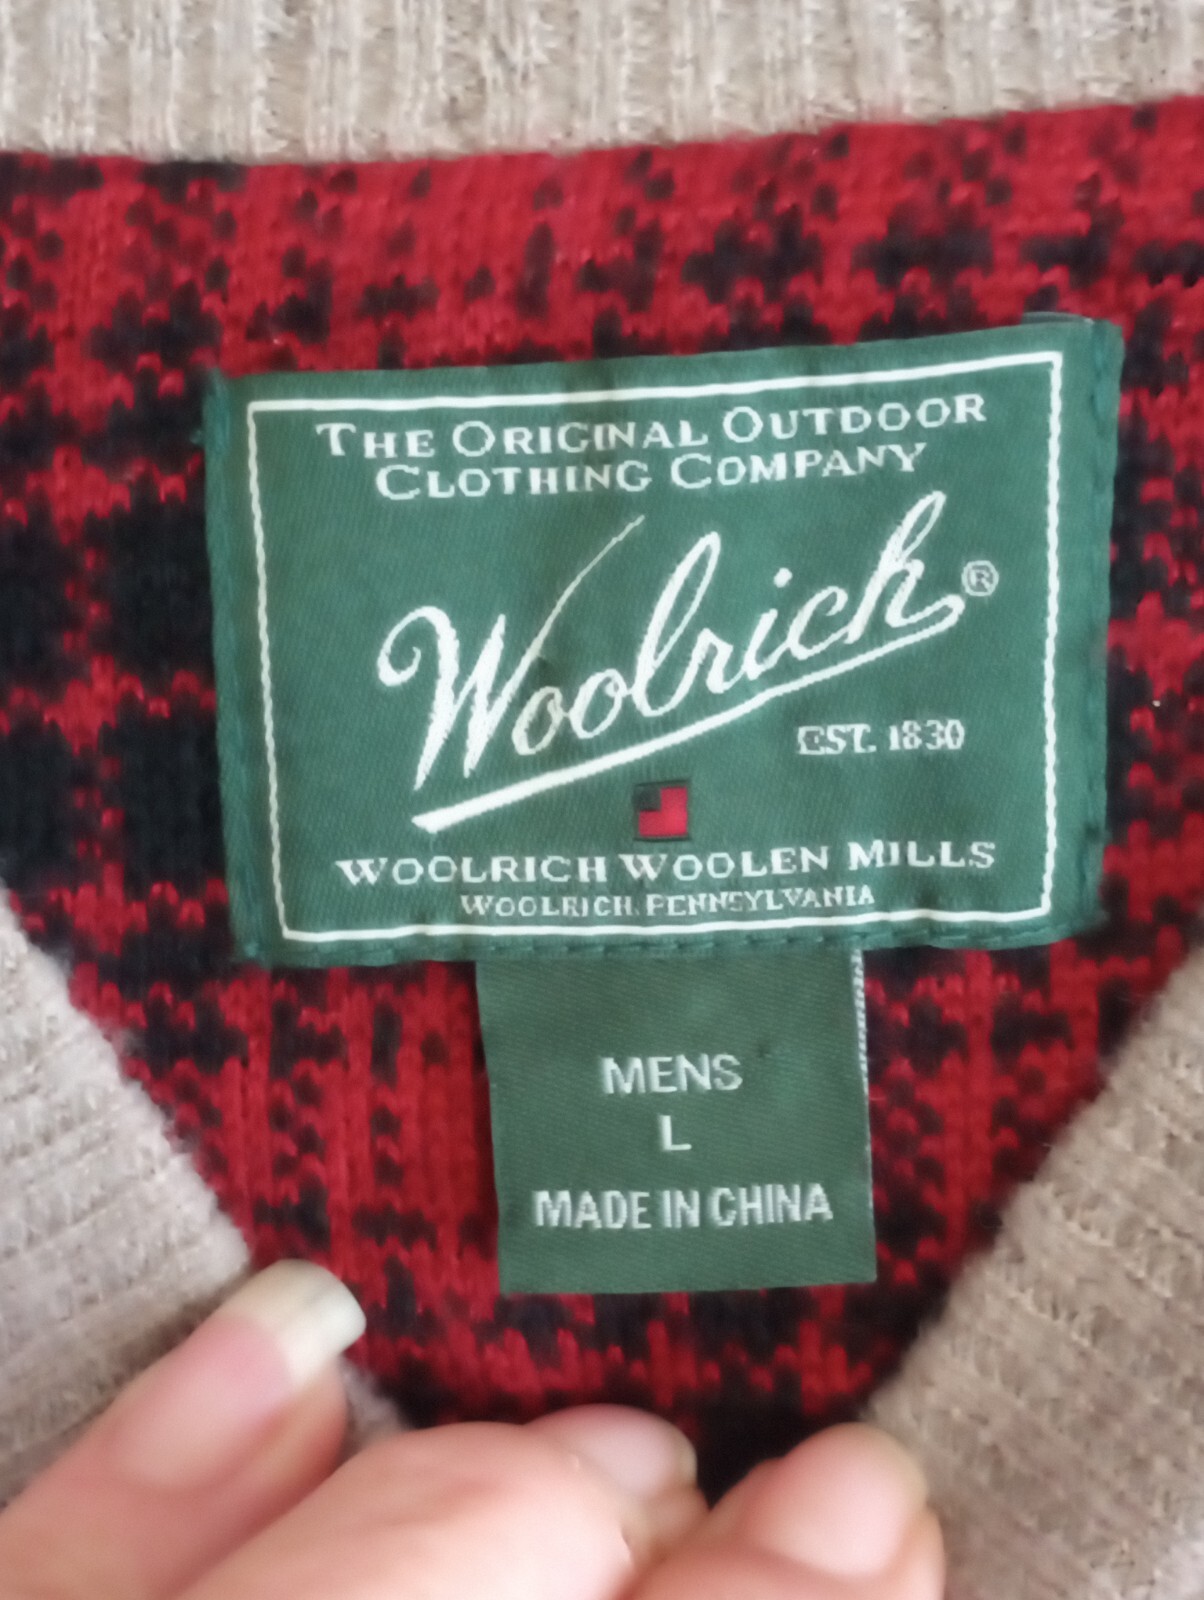 THE ORIGINAL OUTDOOR
CLOTHING COMPANY
Woolrich®
EST. 1830
WOOLRICH WOOLEN MILLS
WOOLRICH, PENNSYLVANIA
MENS
L
MADE IN CHINA